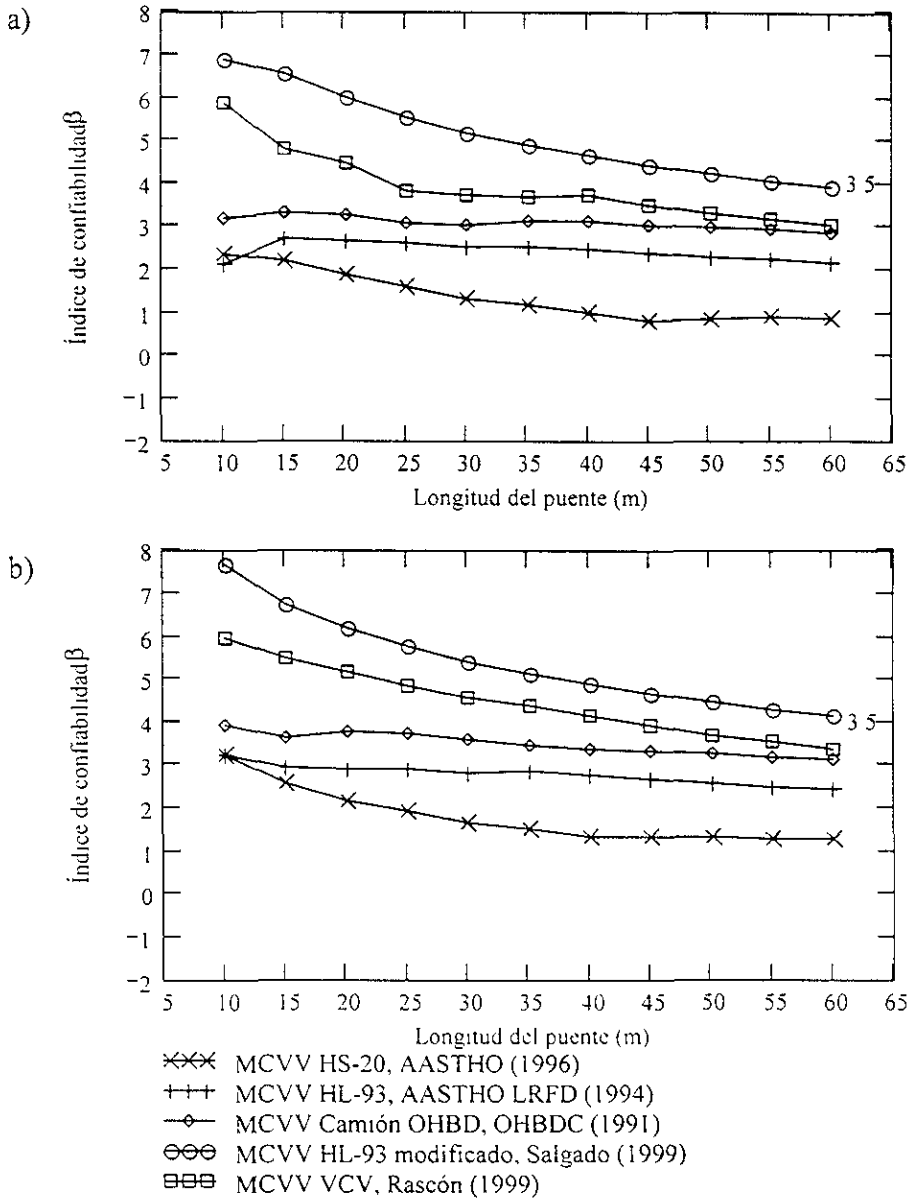 a)
8
7
6
5
4
3
2
1
0
−1
−2
Índice de confiabilidad β
3 5
5 10 15 20 25 30 35 40 45 50 55 60 65
Longitud del puente (m)
b)
8
7
6
5
4
3
2
1
0
−1
−2
Índice de confiabilidad β
3 5
5 10 15 20 25 30 35 40 45 50 55 60 65
Longitud del puente (m)
MCVV HS-20, AASTHO (1996)
MCVV HL-93, AASTHO LRFD (1994)
MCVV Camión OHBD, OHBDC (1991)
MCVV HL-93 modificado, Salgado (1999)
MCVV VCV, Rascón (1999)